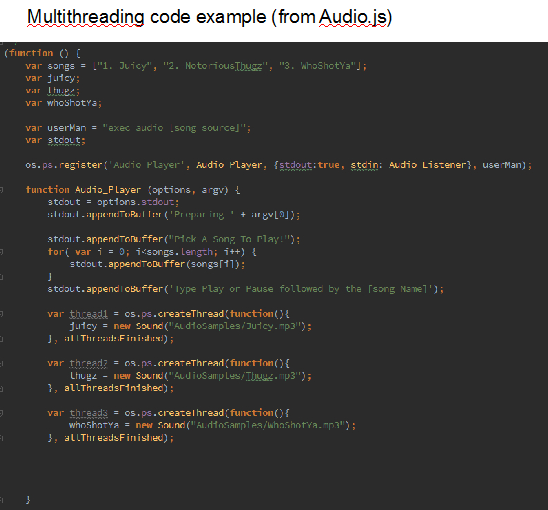 Multithreading code example (from Audio.js)
(function () {
var songs = ["1. Juicy", "2. NotoriousThugz", "3. WhoShotYa"];
var juicy;
var thugz;
var whoShotYa;
var userMan = "exec audio [song source]";
var stdout;
os.ps.register('Audio Player', Audio_Player, {stdout:true, stdin: Audio_Listener}, userMan);
function Audio_Player (options, argv) {
stdout = options.stdout;
stdout.appendToBuffer('Preparing ' + argv[0]);
stdout.appendToBuffer("Pick A Song To Play!");
for( var i = 0; i<songs.length; i++) {
stdout.appendToBuffer(songs[i]);
}
stdout.appendToBuffer('Type Play or Pause followed by the [song Name]');
var thread1 = os.ps.createThread(function(){
juicy = new Sound("AudioSamples/Juicy.mp3");
}, allThreadsFinished);
var thread2 = os.ps.createThread(function(){
thugz = new Sound("AudioSamples/Thugz.mp3");
}, allThreadsFinished);
var thread3 = os.ps.createThread(function(){
whoShotYa = new Sound("AudioSamples/WhoShotYa.mp3");
}, allThreadsFinished);
}